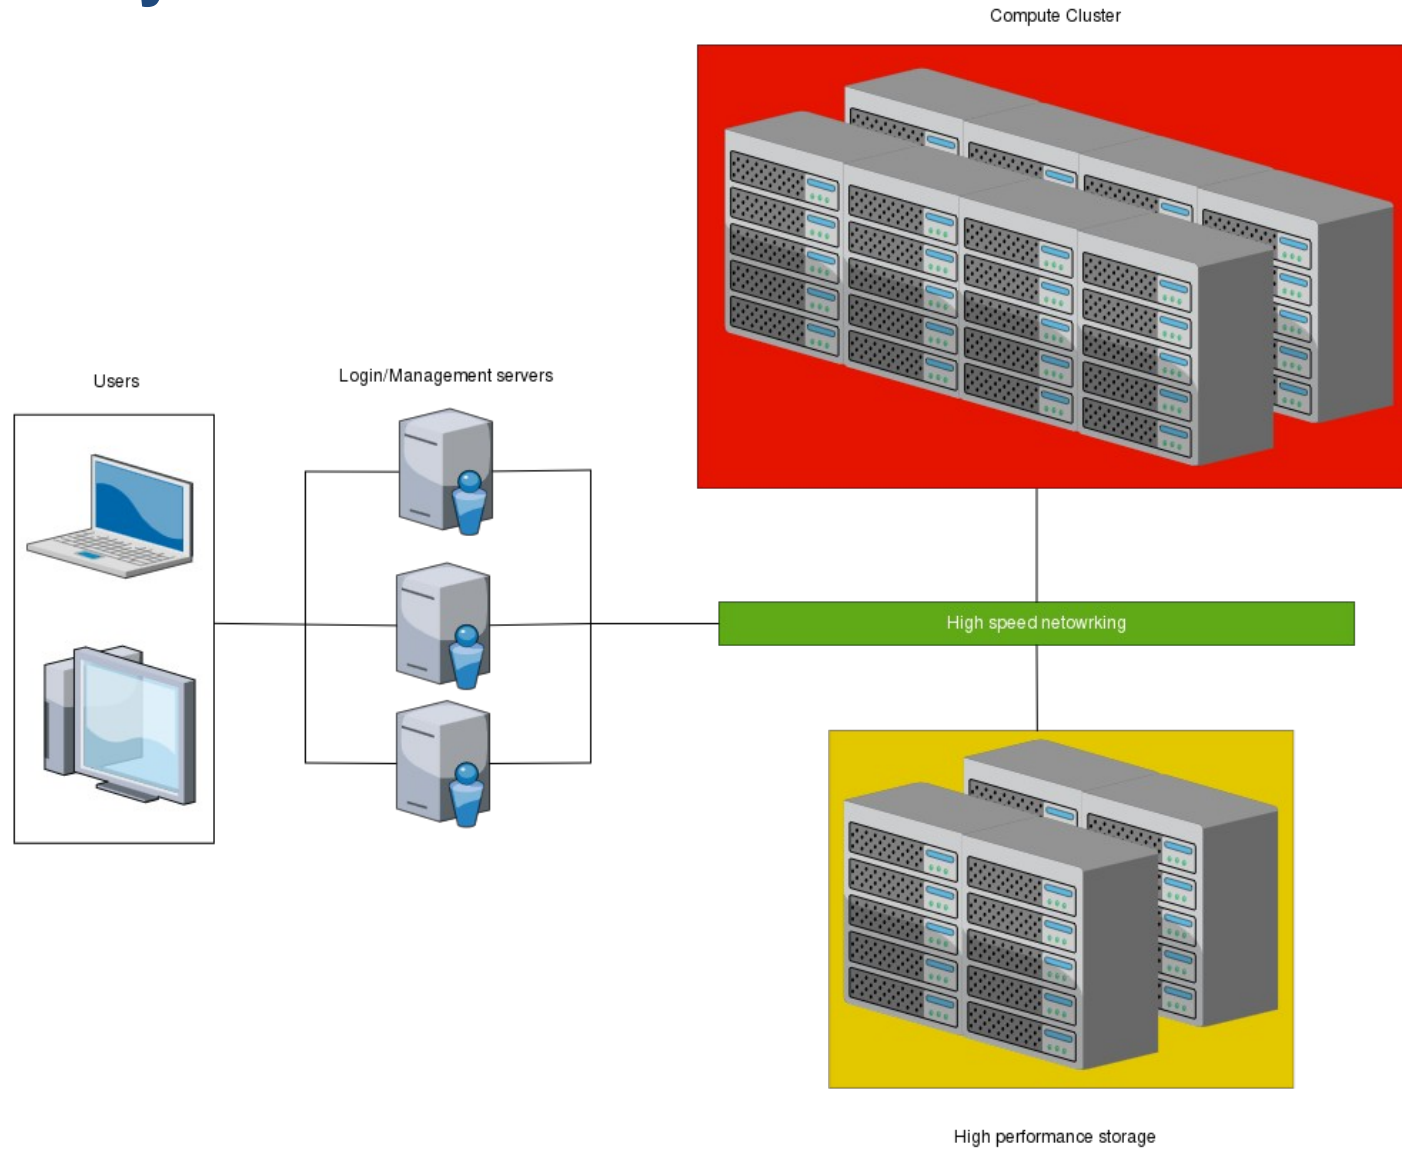 Compute Cluster
Users
Login/Management servers
High speed netowrking
High performance storage